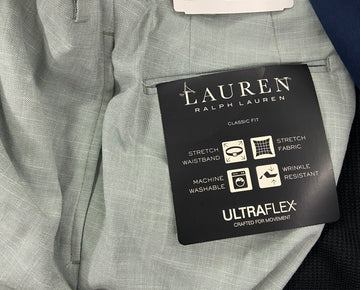 LAUREN
RALPH LAUREN
CLASSIC FIT
STRETCH WAISTBAND
STRETCH FABRIC
MACHINE WASHABLE
WRINKLE RESISTANT
ULTRAFLEX
CRAFTED FOR MOVEMENT